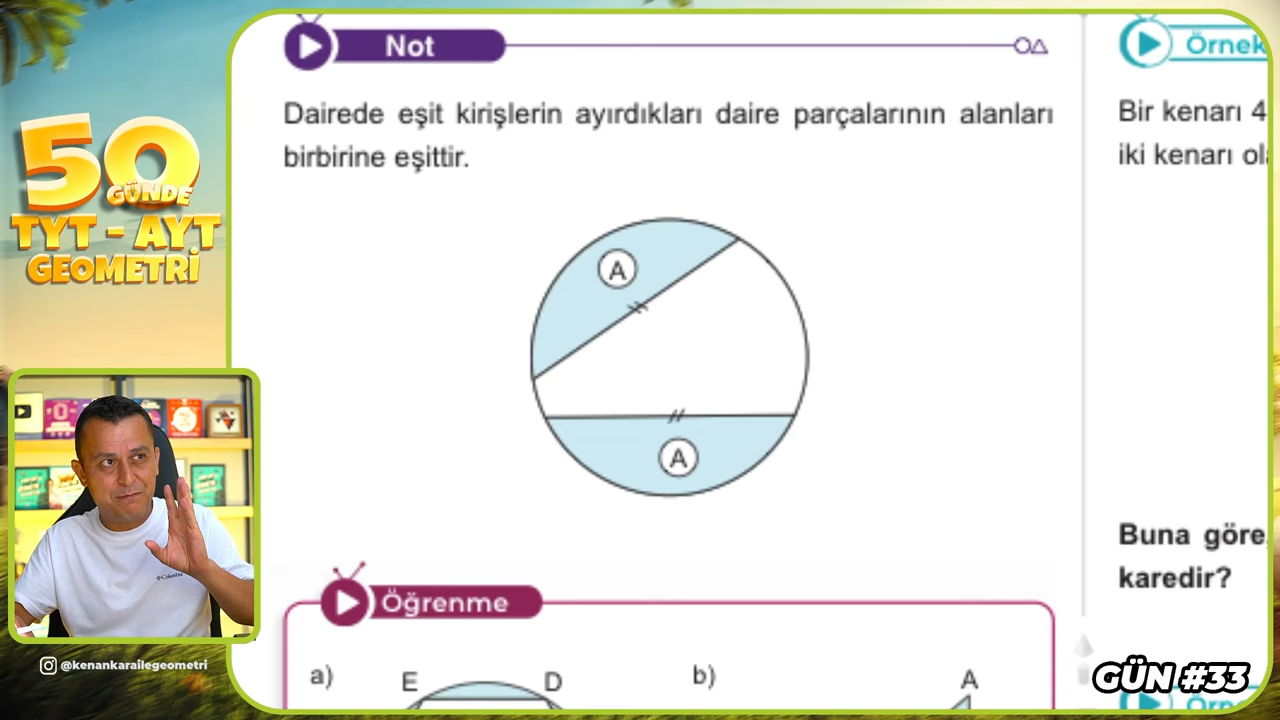 50
GÜNDE
TYT - AYT
GEOMETRİ
@kenankarailegeometri
Not
Dairede eşit kirişlerin ayırdıkları daire parçalarının alanları
birbirine eşittir.
A
A
Öğrenme
a)
E
D
b)
A
Örnek
Bir kenarı 4
iki kenarı
Buna göre,
karedir?
GÜN #33
Columbia